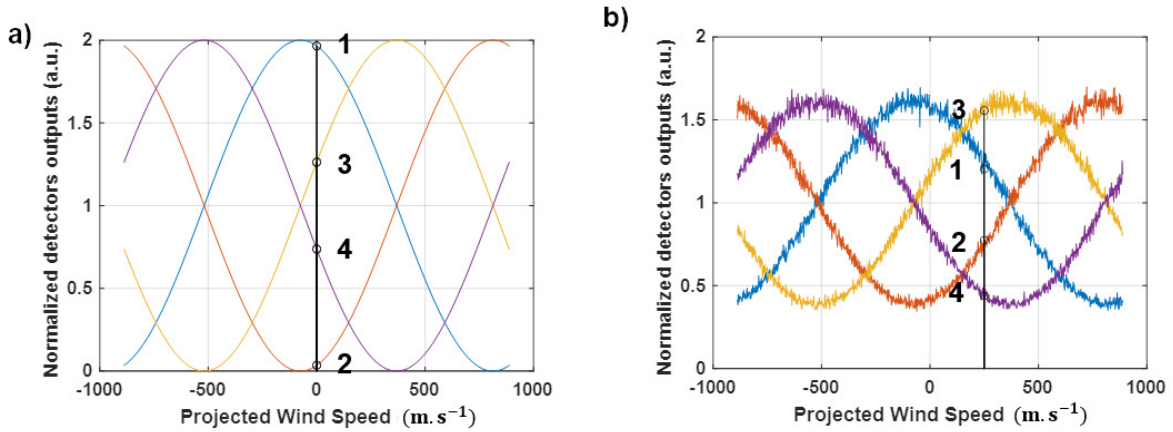 a)
Normalized detectors outputs (a.u.)
2
1.5
1
0.5
0
1
3
4
2
-1000 -500 0 500 1000
Projected Wind Speed (m.s⁻¹)
b)
Normalized detectors outputs (a.u.)
2
1.5
1
0.5
0
3
1
2
4
-1000 -500 0 500 1000
Projected Wind Speed (m.s⁻¹)